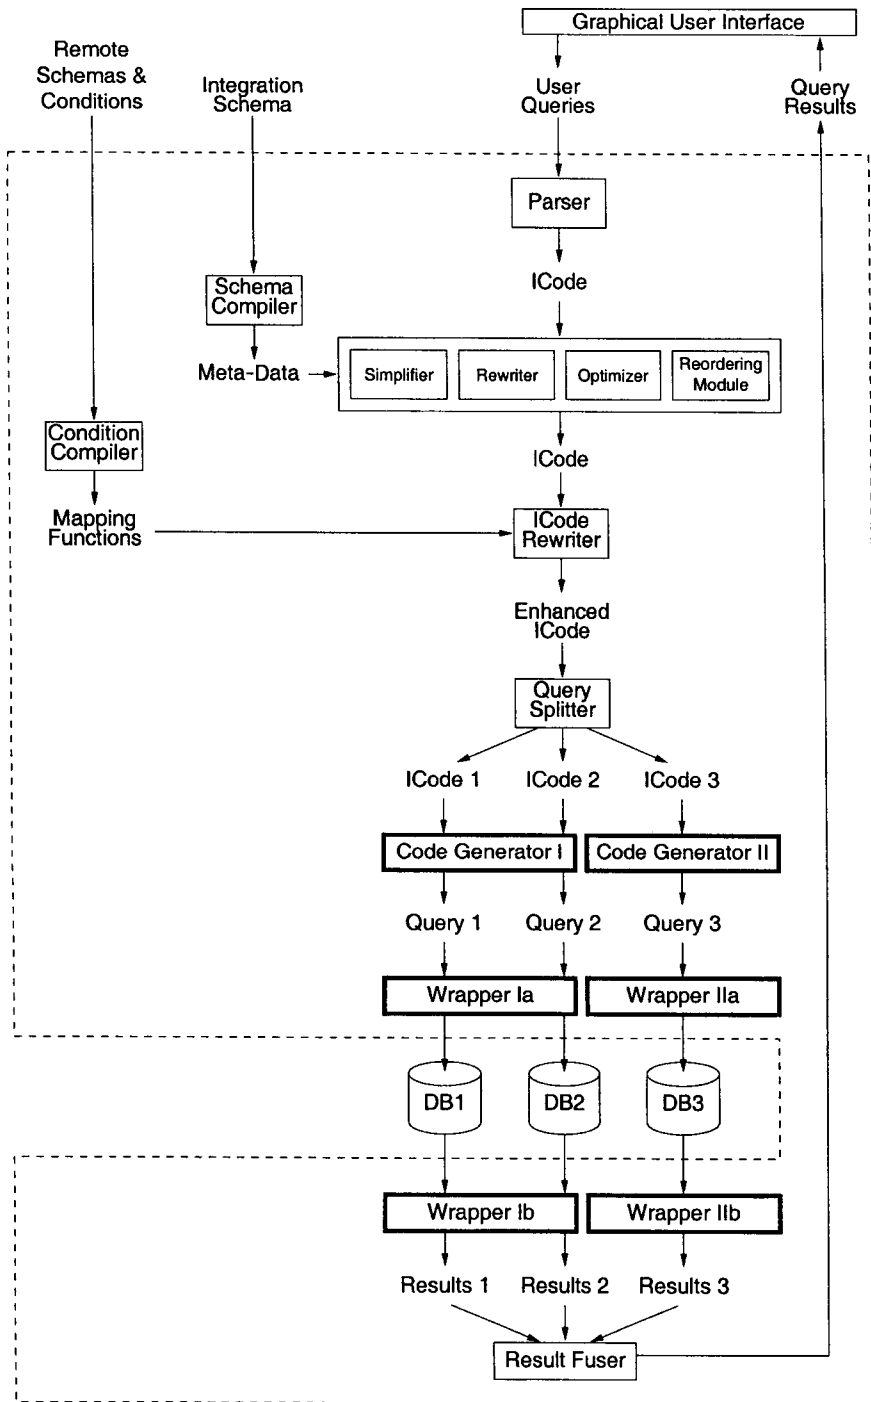 Graphical User Interface
Remote
Schemas &
Conditions
Integration
Schema
User
Queries
Query
Results
Parser
ICode
Schema
Compiler
Meta-Data
Simplifier
Rewriter
Optimizer
Reordering
Module
Condition
Compiler
ICode
Mapping
Functions
ICode
Rewriter
Enhanced
ICode
Query
Splitter
ICode 1
ICode 2
ICode 3
Code Generator I
Code Generator II
Query 1
Query 2
Query 3
Wrapper Ia
Wrapper IIa
DB1
DB2
DB3
Wrapper Ib
Wrapper IIb
Results 1
Results 2
Results 3
Result Fuser